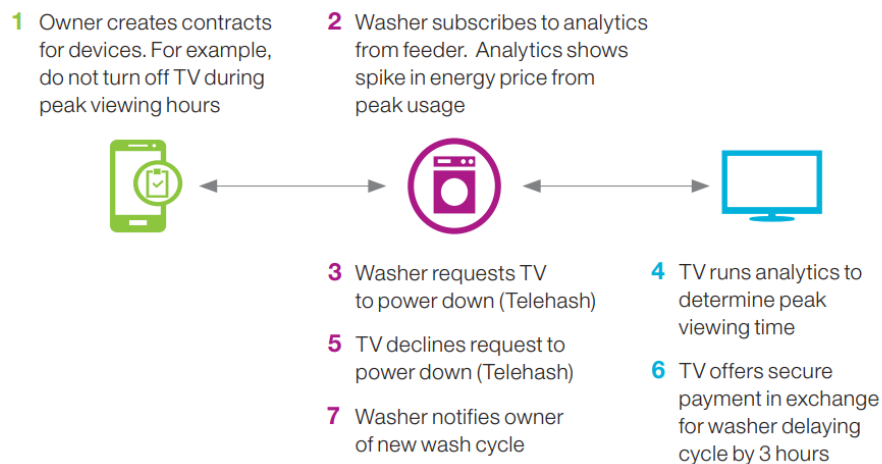 1 Owner creates contracts
for devices. For example,
do not turn off TV during
peak viewing hours
2 Washer subscribes to analytics
from feeder. Analytics shows
spike in energy price from
peak usage
3 Washer requests TV
to power down (Telehash)
5 TV declines request to
power down (Telehash)
7 Washer notifies owner
of new wash cycle
4 TV runs analytics to
determine peak
viewing time
6 TV offers secure
payment in exchange
for washer delaying
cycle by 3 hours